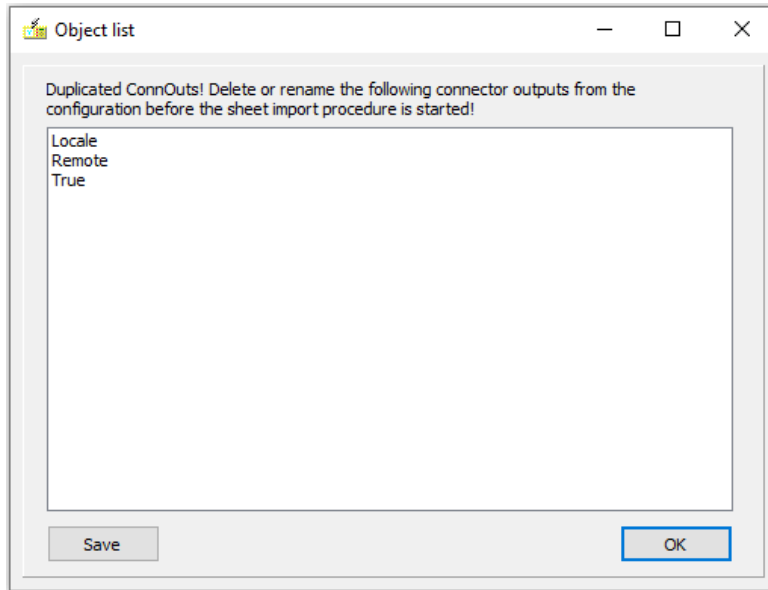 Object list
Duplicated ConnOuts! Delete or rename the following connector outputs from the
configuration before the sheet import procedure is started!
Locale
Remote
True
Save
OK